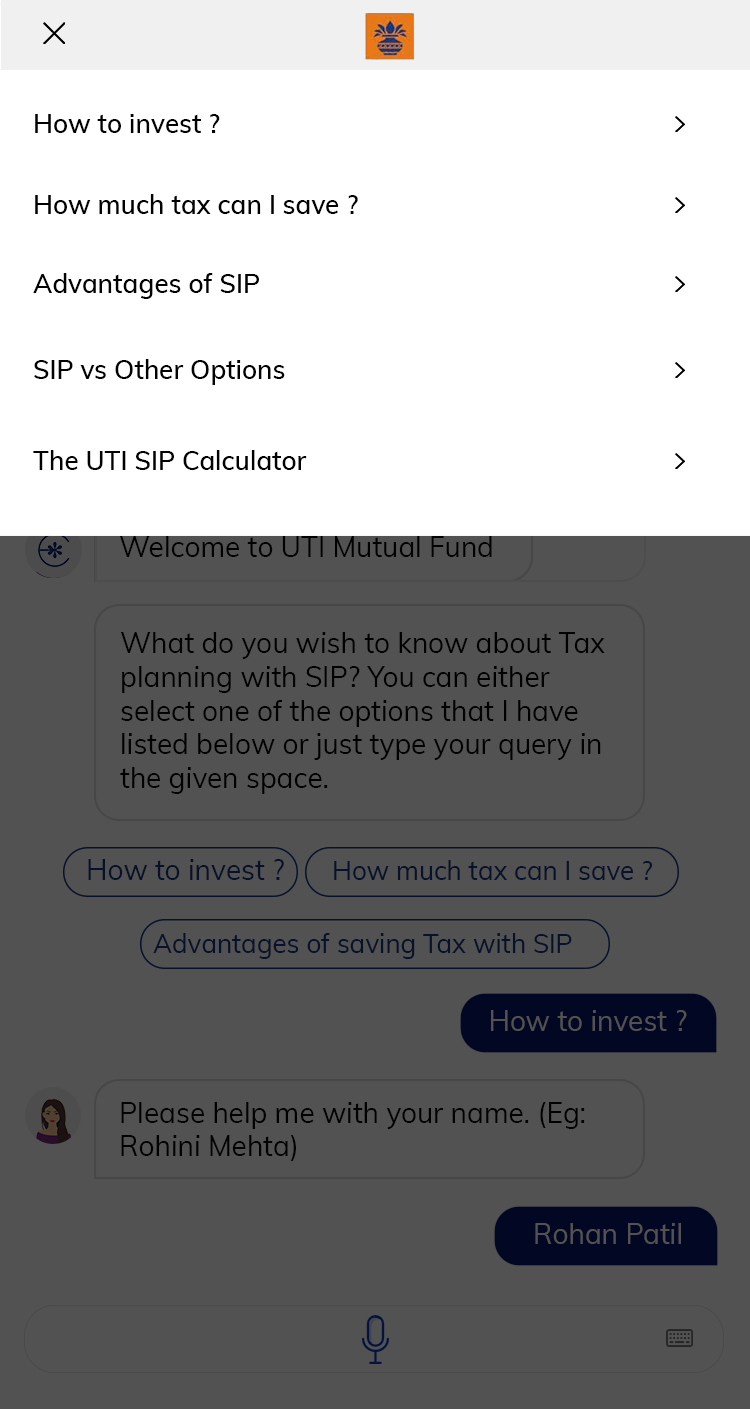 How to invest ?
How much tax can I save ?
Advantages of SIP
SIP vs Other Options
The UTI SIP Calculator
Welcome to UTI Mutual Fund
What do you wish to know about Tax
planning with SIP? You can either
select one of the options that I have
listed below or just type your query in
the given space.
How to invest ?
How much tax can I save ?
Advantages of saving Tax with SIP
How to invest ?
Please help me with your name. (Eg:
Rohini Mehta)
Rohan Patil